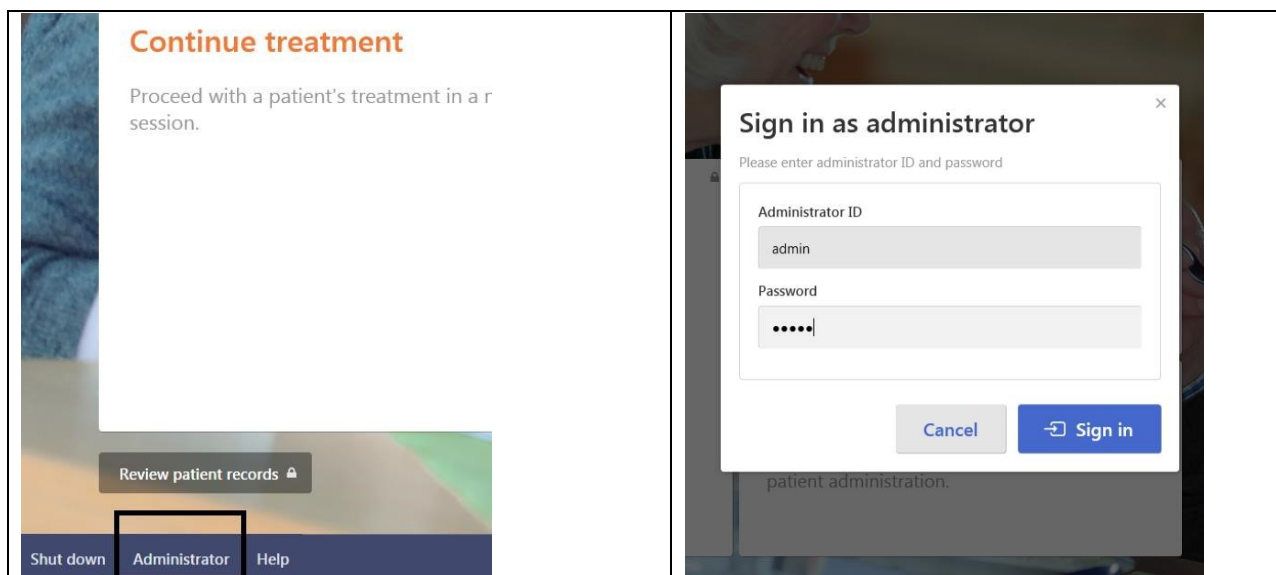 Continue treatment
Proceed with a patient's treatment in a
session.
Review patient records
Shut down Administrator Help
Sign in as administrator
Please enter administrator ID and password
Administrator ID
admin
Password
•••••
Cancel
Sign in
patient administration.